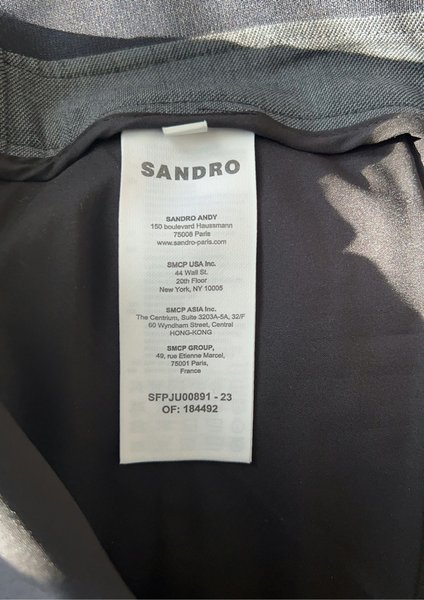 SANDRO
SANDRO ANDY
150 boulevard Haussmann
75008 Paris
www.sandro-paris.com
SMCP USA Inc.
44 Wall St.
20th Floor
New York, NY 10005
SMCP ASIA Inc.
The Centrium, Suite 3203A-5A, 32/F
60 Wyndham Street, Central
HONG-KONG
SMCP GROUP,
49, rue Etienne Marcel,
75001 Paris,
France
SFPJU00891 - 23
OF: 184492